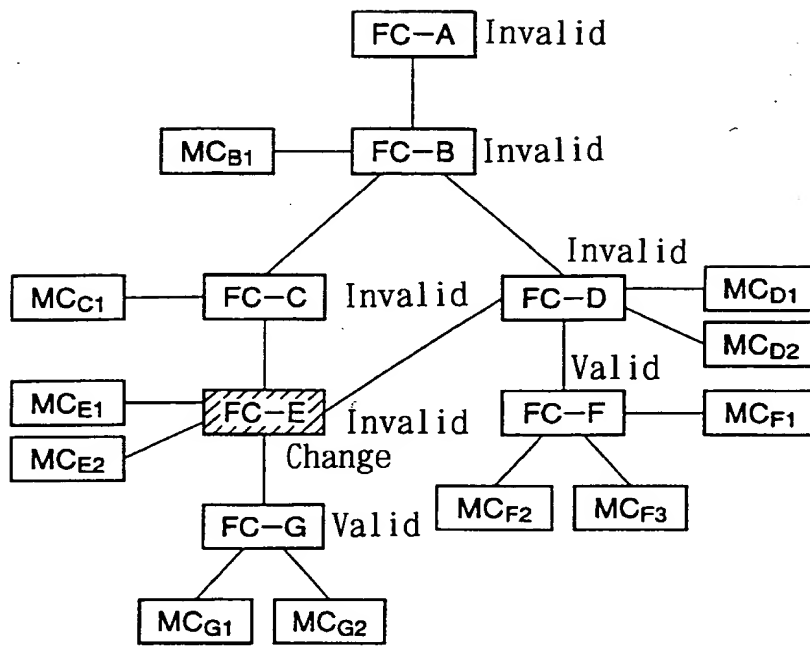 FC-A Invalid
MCB1 FC-B Invalid
Invalid
MCC1 FC-C Invalid FC-D MCD1
MCD2
Valid
MCE1 FC-E Invalid FC-F MCF1
MCE2 Change
FC-G Valid MCF2 MCF3
MCG1 MCG2